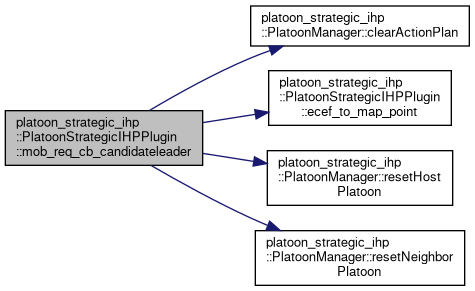 platoon_strategic_ihp
::PlatoonManager::clearActionPlan
platoon_strategic_ihp
::PlatoonStrategicIHPPlugin
::ecef_to_map_point
platoon_strategic_ihp
::PlatoonStrategicIHPPlugin
::mob_req_cb_candidateleader
platoon_strategic_ihp
::PlatoonManager::resetHost
Platoon
platoon_strategic_ihp
::PlatoonManager::resetNeighbor
Platoon